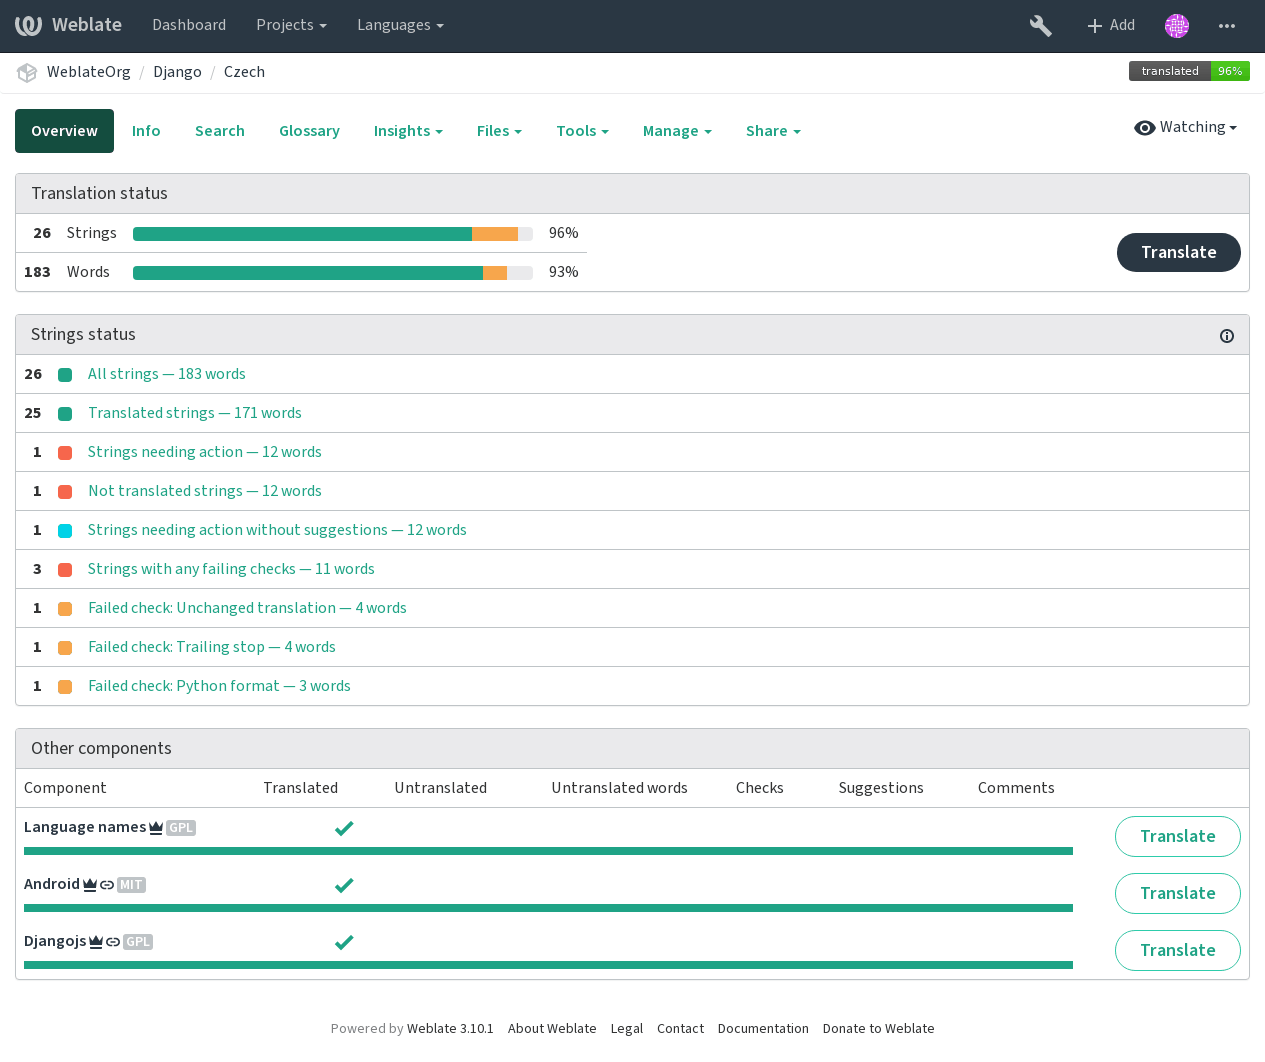 Weblate Dashboard Projects Languages Add
WeblateOrg / Django / Czech translated 96%
Overview Info Search Glossary Insights Files Tools Manage Share Watching
Translation status
26 Strings 96%
Translate
183 Words 93%
Strings status
26 All strings — 183 words
25 Translated strings — 171 words
1 Strings needing action — 12 words
1 Not translated strings — 12 words
1 Strings needing action without suggestions — 12 words
3 Strings with any failing checks — 11 words
1 Failed check: Unchanged translation — 4 words
1 Failed check: Trailing stop — 4 words
1 Failed check: Python format — 3 words
Other components
Component Translated Untranslated Untranslated words Checks Suggestions Comments
Language names GPL Translate
Android MIT Translate
Djangojs GPL Translate
Powered by Weblate 3.10.1 About Weblate Legal Contact Documentation Donate to Weblate